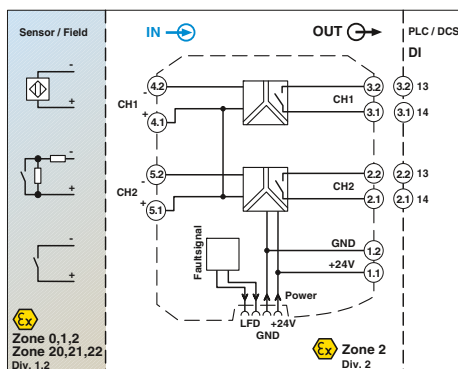 Sensor / Field
IN
OUT
PLC / DCS
DI
-
+
-
+
-
+
4.2
-
CH1
+
4.1
3.2
CH1
3.1
3.2 13
3.1 14
5.2
-
CH2
+
5.1
2.2
CH2
2.1
2.2 13
2.1 14
Faultsignal
GND
1.2
+24V
1.1
Power
LFD
+24V
GND
Ex
Zone 0,1,2
Zone 20,21,22
Div. 1,2
Ex
Zone 2
Div. 2